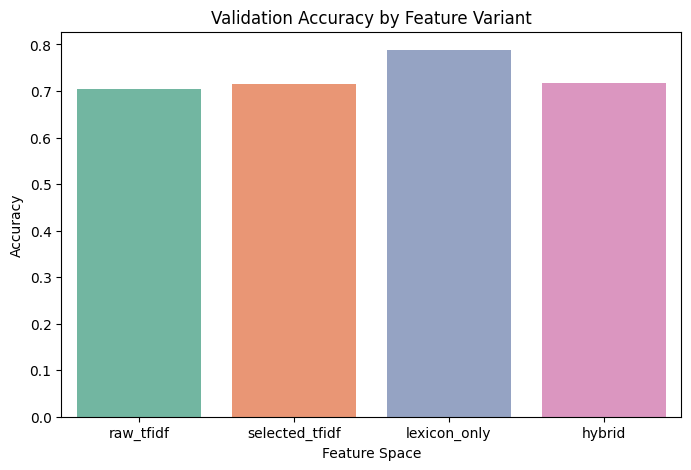 Validation Accuracy by Feature Variant
Accuracy
0.8
0.7
0.6
0.5
0.4
0.3
0.2
0.1
0.0
raw_tfidf selected_tfidf lexicon_only hybrid
Feature Space